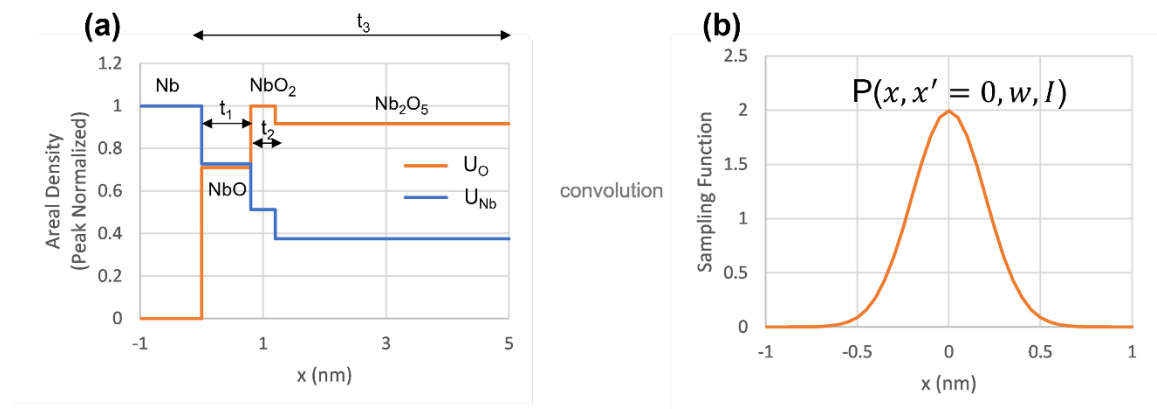 (a)
t3
1.2
1
0.8
0.6
0.4
0.2
0
Areal Density
(Peak Normalized)
Nb
NbO2
Nb2O5
t1
t2
NbO
UO
UNb
-1
1
3
5
x (nm)
convolution
(b)
2.5
2
1.5
1
0.5
0
Sampling Function
P(x, x′ = 0, w, I)
-1
-0.5
0
0.5
1
x (nm)